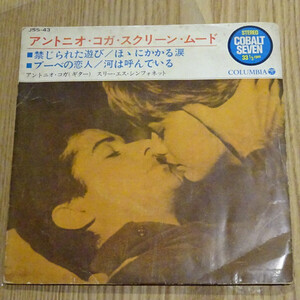 JSS-43
アントニオ・コガ・スクリーン・ムード
■禁じられた遊び/ほゝにかかる涙
■ブーベの恋人/河は呼んでいる
アントニオ・コガ(ギター) スリー・エス・シンフォネット
STEREO
COBALT
SEVEN
33 1/3 RPM
COLUMBIA